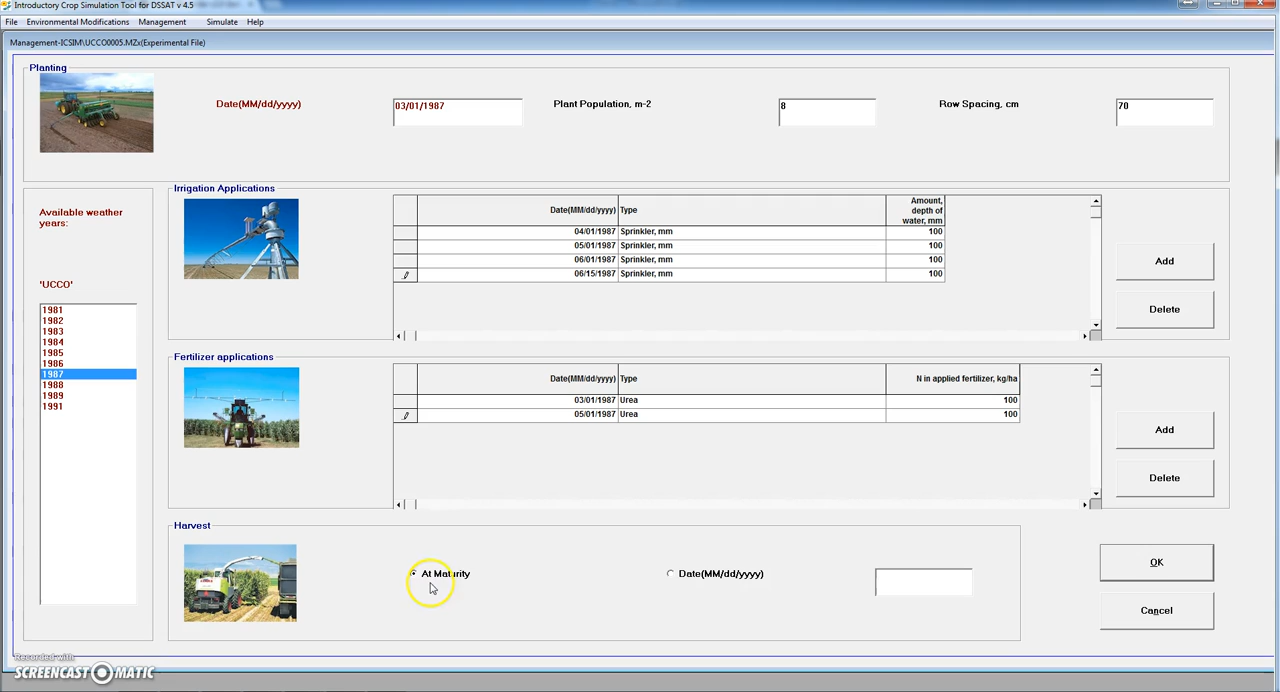 Introductory Crop Simulation Tool for DSSAT v 4.5
File Environmental Modifications Management Simulate Help
Management-ICSIM\UCCO0005.MZx(Experimental File)
Planting
Date(MM/dd/yyyy) 03/01/1987 Plant Population, m-2 8 Row Spacing, cm 70
Available weather years:
'UCCO'
1981
1982
1983
1984
1985
1986
1987
1988
1989
1991
Irrigation Applications
Date(MM/dd/yyyy) Type Amount, depth of water, mm
04/01/1987 Sprinkler, mm 100
05/01/1987 Sprinkler, mm 100
06/01/1987 Sprinkler, mm 100
06/15/1987 Sprinkler, mm 100
Add
Delete
Fertilizer applications
Date(MM/dd/yyyy) Type N in applied fertilizer, kg/ha
03/01/1987 Urea 100
05/01/1987 Urea 100
Add
Delete
Harvest
At Maturity Date(MM/dd/yyyy)
OK
Cancel
Recorded with
SCREENCAST MATIC